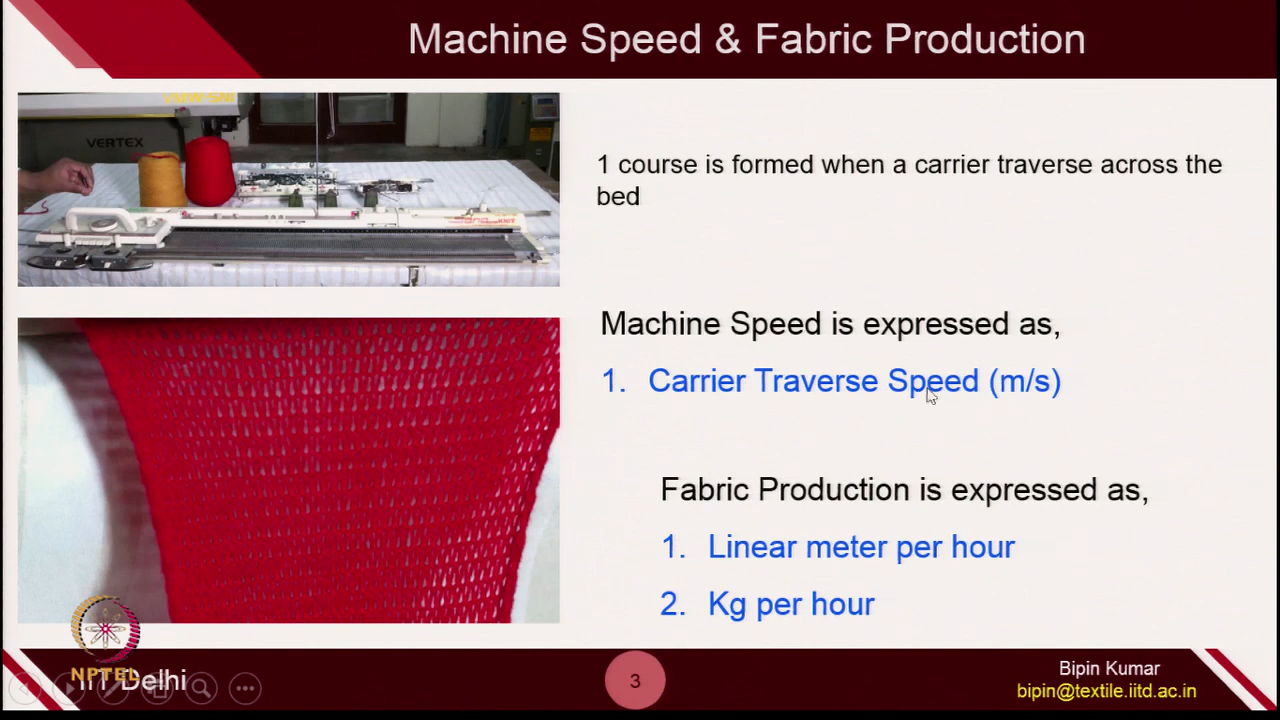 Machine Speed & Fabric Production
VERTEX
1 course is formed when a carrier traverse across the
bed
Machine Speed is expressed as,
1. Carrier Traverse Speed (m/s)
Fabric Production is expressed as,
1. Linear meter per hour
2. Kg per hour
NPTEL
IIT Delhi
3
Bipin Kumar
bipin@textile.iitd.ac.in